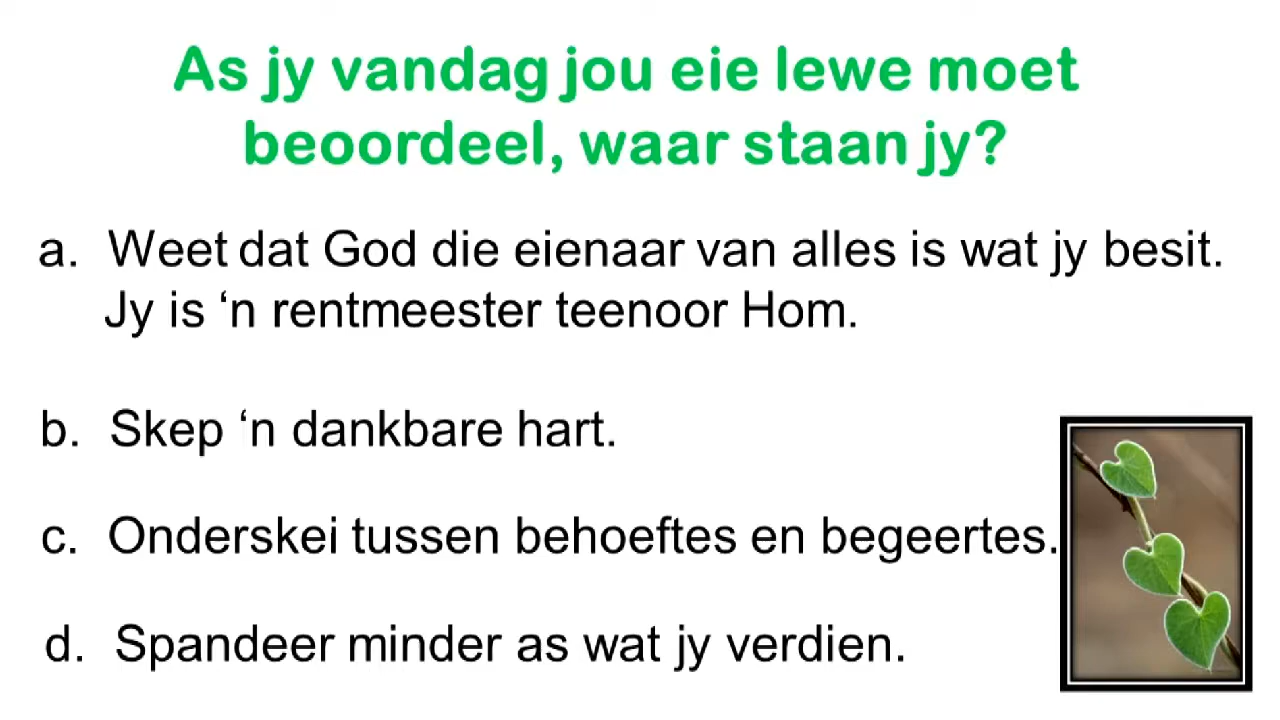 As jy vandag jou eie lewe moet
beoordeel, waar staan jy?
a. Weet dat God die eienaar van alles is wat jy besit.
Jy is ‘n rentmeester teenoor Hom.
b. Skep ‘n dankbare hart.
c. Onderskei tussen behoeftes en begeertes.
d. Spandeer minder as wat jy verdien.